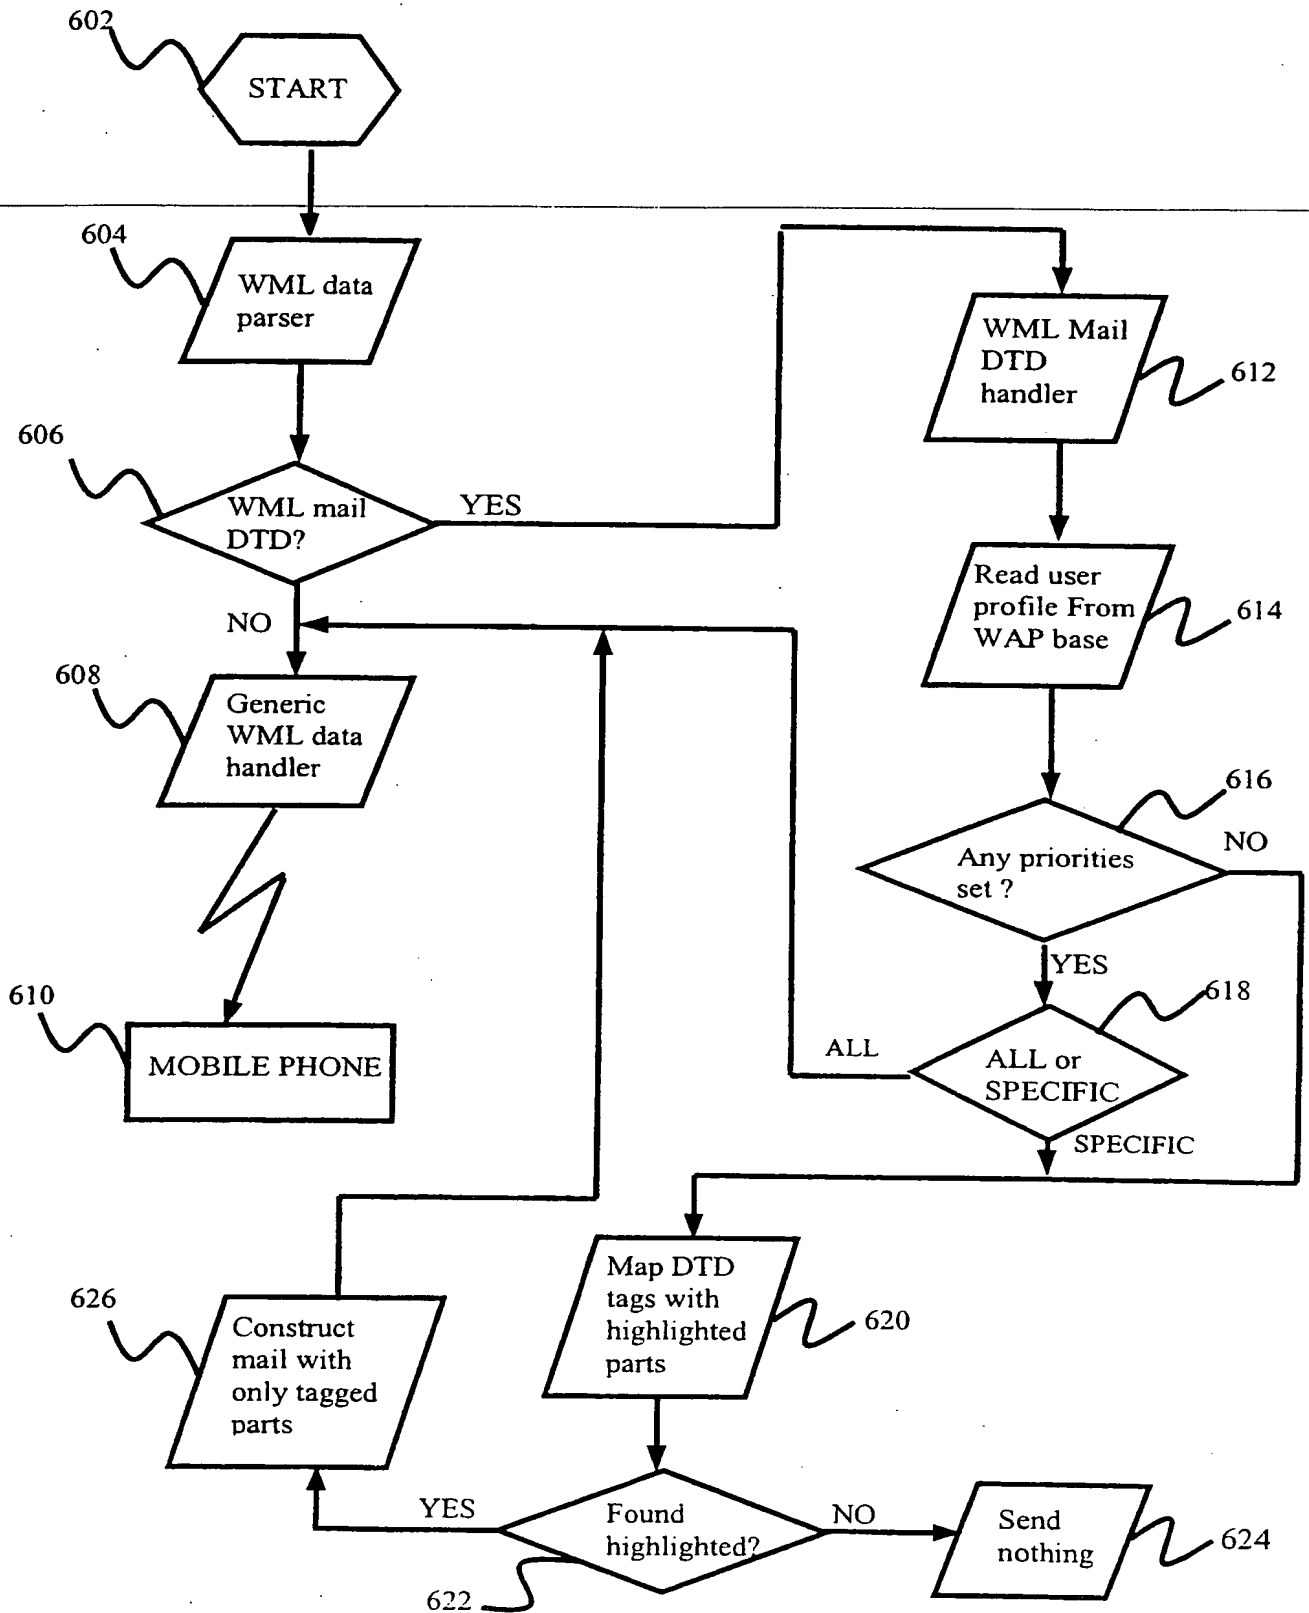 602
START
604
WML data
parser
606
WML mail
DTD?
YES
NO
608
Generic
WML data
handler
610
MOBILE PHONE
WML Mail
DTD
handler
612
Read user
profile From
WAP base
614
616
Any priorities
set ?
NO
YES
618
ALL or
SPECIFIC
ALL
SPECIFIC
Map DTD
tags with
highlighted
parts
620
626
Construct
mail with
only tagged
parts
YES
Found
highlighted?
NO
622
Send
nothing
624